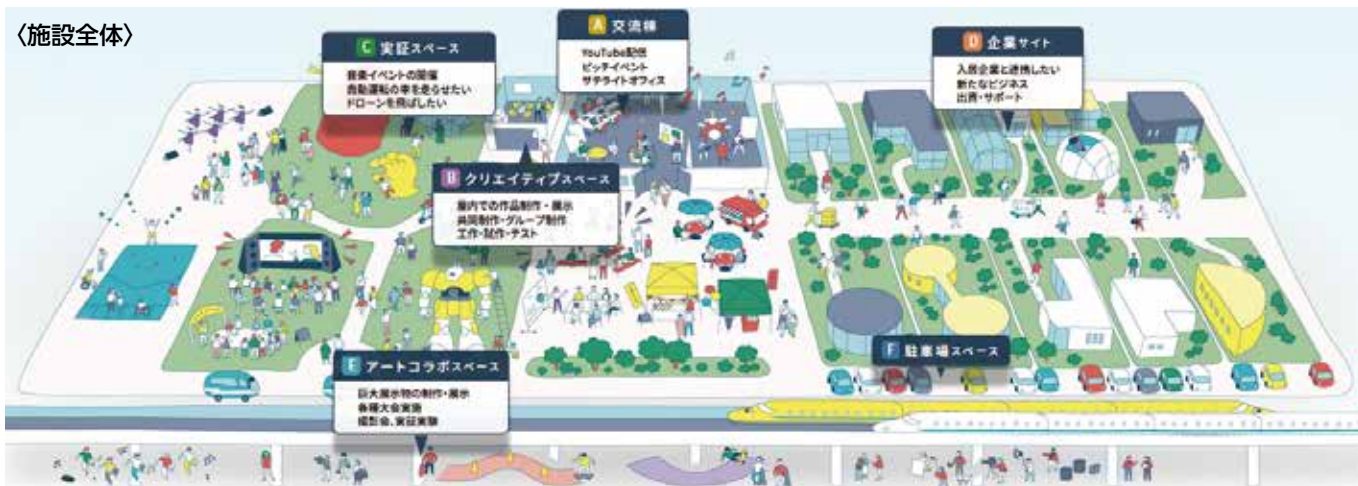 〈施設全体〉
C 実証スペース
音楽イベントの開催
自動運転の車を走らせたい
ドローンを飛ばしたい
A 交流棟
YouTube配信
ピッチイベント
サテライトオフィス
D 企業サイト
入居企業と連携したい
新たなビジネス
出資・サポート
B クリエイティブスペース
屋内での作品制作・展示
共同制作・グループ制作
工作・試作・テスト
E アートコラボスペース
巨大展示物の制作・展示
各種大会実施
撮影会、実証実験
F 駐車場スペース